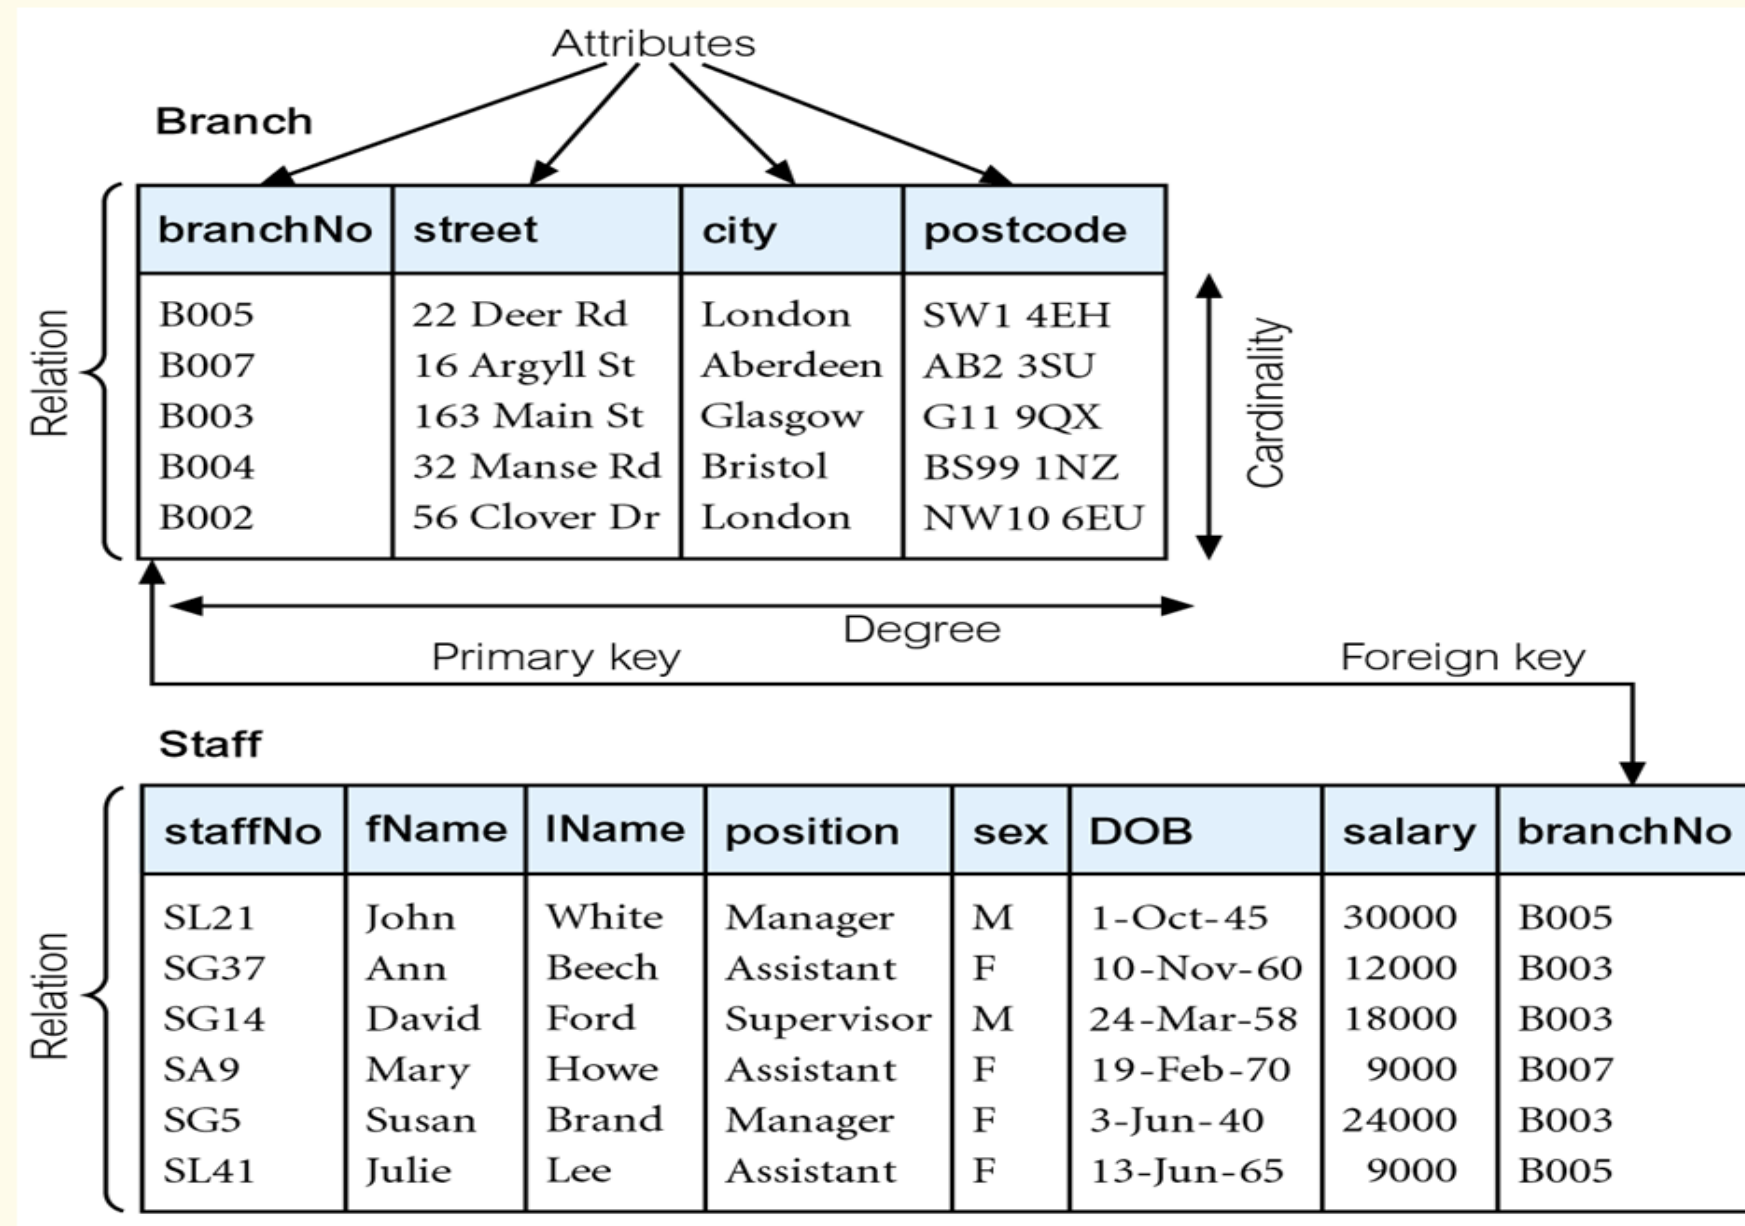 Attributes
Branch
branchNo street city postcode
B005 22 Deer Rd London SW1 4EH
B007 16 Argyll St Aberdeen AB2 3SU
B003 163 Main St Glasgow G11 9QX
B004 32 Manse Rd Bristol BS99 1NZ
B002 56 Clover Dr London NW10 6EU
Relation
Cardinality
Degree
Primary key
Foreign key
Staff
staffNo fName lName position sex DOB salary branchNo
SL21 John White Manager M 1-Oct-45 30000 B005
SG37 Ann Beech Assistant F 10-Nov-60 12000 B003
SG14 David Ford Supervisor M 24-Mar-58 18000 B003
SA9 Mary Howe Assistant F 19-Feb-70 9000 B007
SG5 Susan Brand Manager F 3-Jun-40 24000 B003
SL41 Julie Lee Assistant F 13-Jun-65 9000 B005
Relation